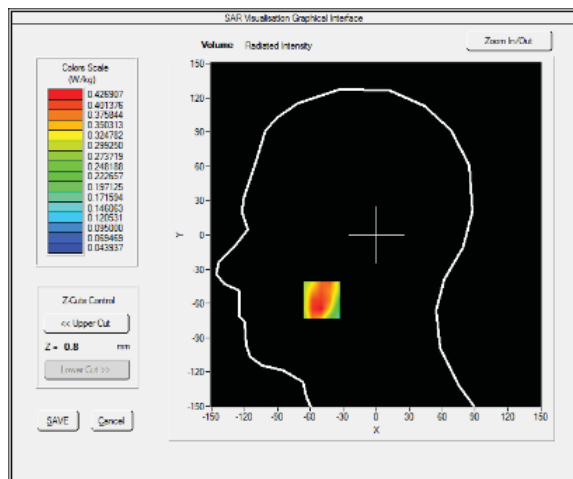 SAR Visualisation Graphical Interface
Volume Radiated Intensity
Zoom In/Out
Colors Scale
(W/kg)
0.426907
0.401376
0.375844
0.350313
0.324782
0.299250
0.273719
0.248188
0.222657
0.197125
0.171594
0.146063
0.120531
0.095000
0.069469
0.043937
Z-Cuts Control
<< Upper Cut
Z = 0.8 mm
Lower Cut >>
SAVE Cancel
150
120
90
60
30
0
-30
-60
-90
-120
-150
Y
-150 -120 -90 -60 -30 0 30 60 90 120 150
X